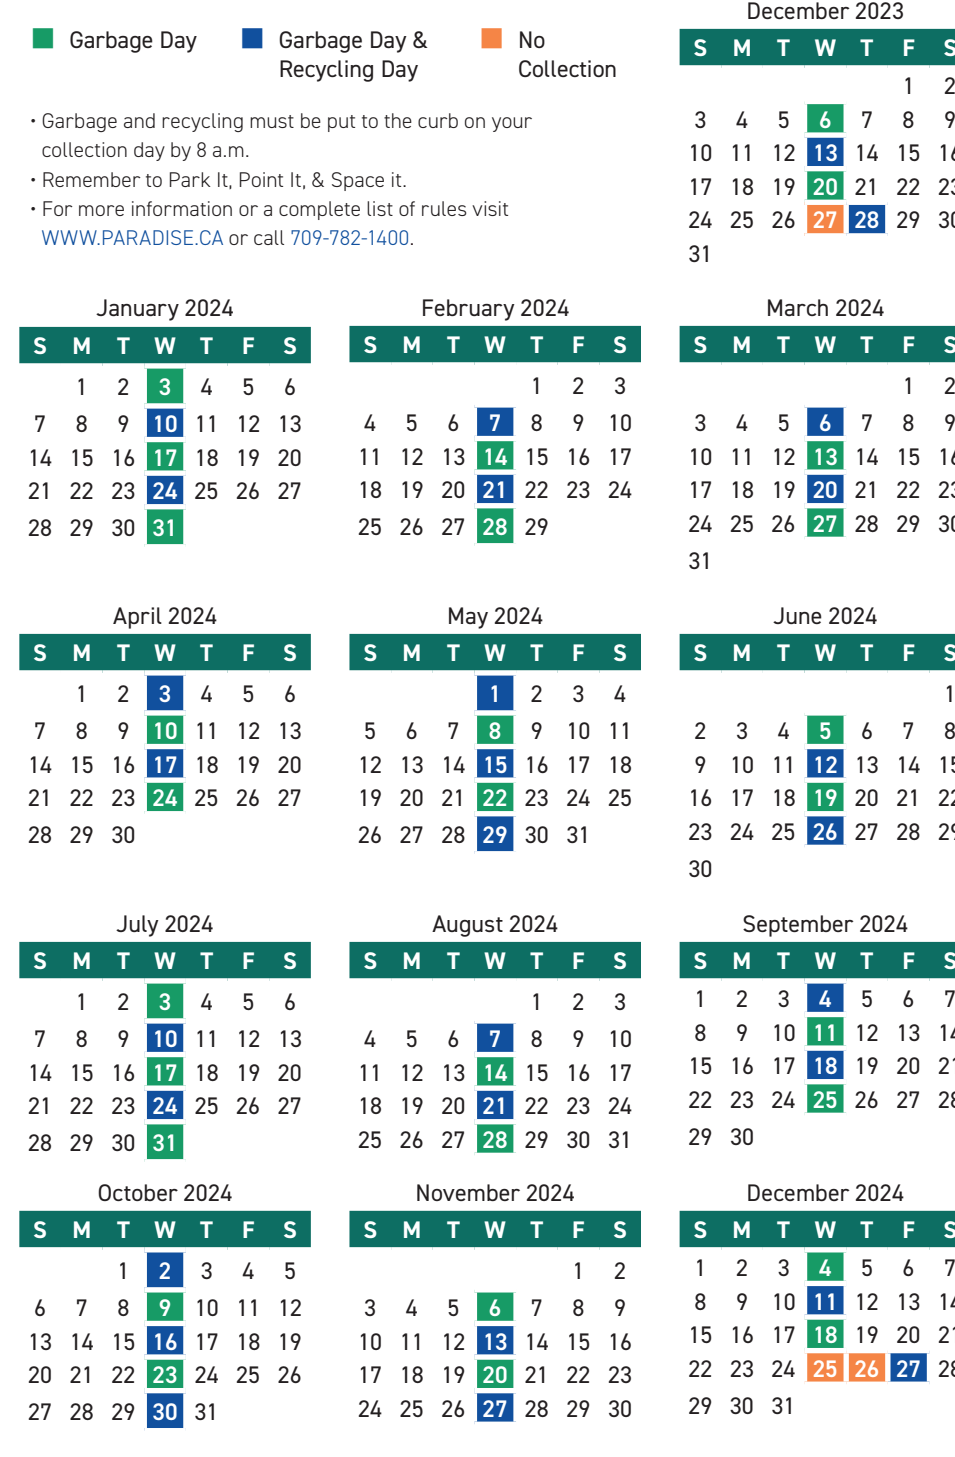 Garbage Day
Garbage Day &
Recycling Day
No
Collection
• Garbage and recycling must be put to the curb on your
collection day by 8 a.m.
• Remember to Park It, Point It, & Space it.
• For more information or a complete list of rules visit
WWW.PARADISE.CA or call 709-782-1400.
December 2023
S M T W T F S
1 2
3 4 5 6 7 8 9
10 11 12 13 14 15 16
17 18 19 20 21 22 23
24 25 26 27 28 29 30
31
January 2024
S M T W T F S
1 2 3 4 5 6
7 8 9 10 11 12 13
14 15 16 17 18 19 20
21 22 23 24 25 26 27
28 29 30 31
February 2024
S M T W T F S
1 2 3
4 5 6 7 8 9 10
11 12 13 14 15 16 17
18 19 20 21 22 23 24
25 26 27 28 29
March 2024
S M T W T F S
1 2
3 4 5 6 7 8 9
10 11 12 13 14 15 16
17 18 19 20 21 22 23
24 25 26 27 28 29 30
31
April 2024
S M T W T F S
1 2 3 4 5 6
7 8 9 10 11 12 13
14 15 16 17 18 19 20
21 22 23 24 25 26 27
28 29 30
May 2024
S M T W T F S
1 2 3 4
5 6 7 8 9 10 11
12 13 14 15 16 17 18
19 20 21 22 23 24 25
26 27 28 29 30 31
June 2024
S M T W T F S
1
2 3 4 5 6 7 8
9 10 11 12 13 14 15
16 17 18 19 20 21 22
23 24 25 26 27 28 29
30
July 2024
S M T W T F S
1 2 3 4 5 6
7 8 9 10 11 12 13
14 15 16 17 18 19 20
21 22 23 24 25 26 27
28 29 30 31
August 2024
S M T W T F S
1 2 3
4 5 6 7 8 9 10
11 12 13 14 15 16 17
18 19 20 21 22 23 24
25 26 27 28 29 30 31
September 2024
S M T W T F S
1 2 3 4 5 6 7
8 9 10 11 12 13 14
15 16 17 18 19 20 21
22 23 24 25 26 27 28
29 30
October 2024
S M T W T F S
1 2 3 4 5
6 7 8 9 10 11 12
13 14 15 16 17 18 19
20 21 22 23 24 25 26
27 28 29 30 31
November 2024
S M T W T F S
1 2
3 4 5 6 7 8 9
10 11 12 13 14 15 16
17 18 19 20 21 22 23
24 25 26 27 28 29 30
December 2024
S M T W T F S
1 2 3 4 5 6 7
8 9 10 11 12 13 14
15 16 17 18 19 20 21
22 23 24 25 26 27 28
29 30 31